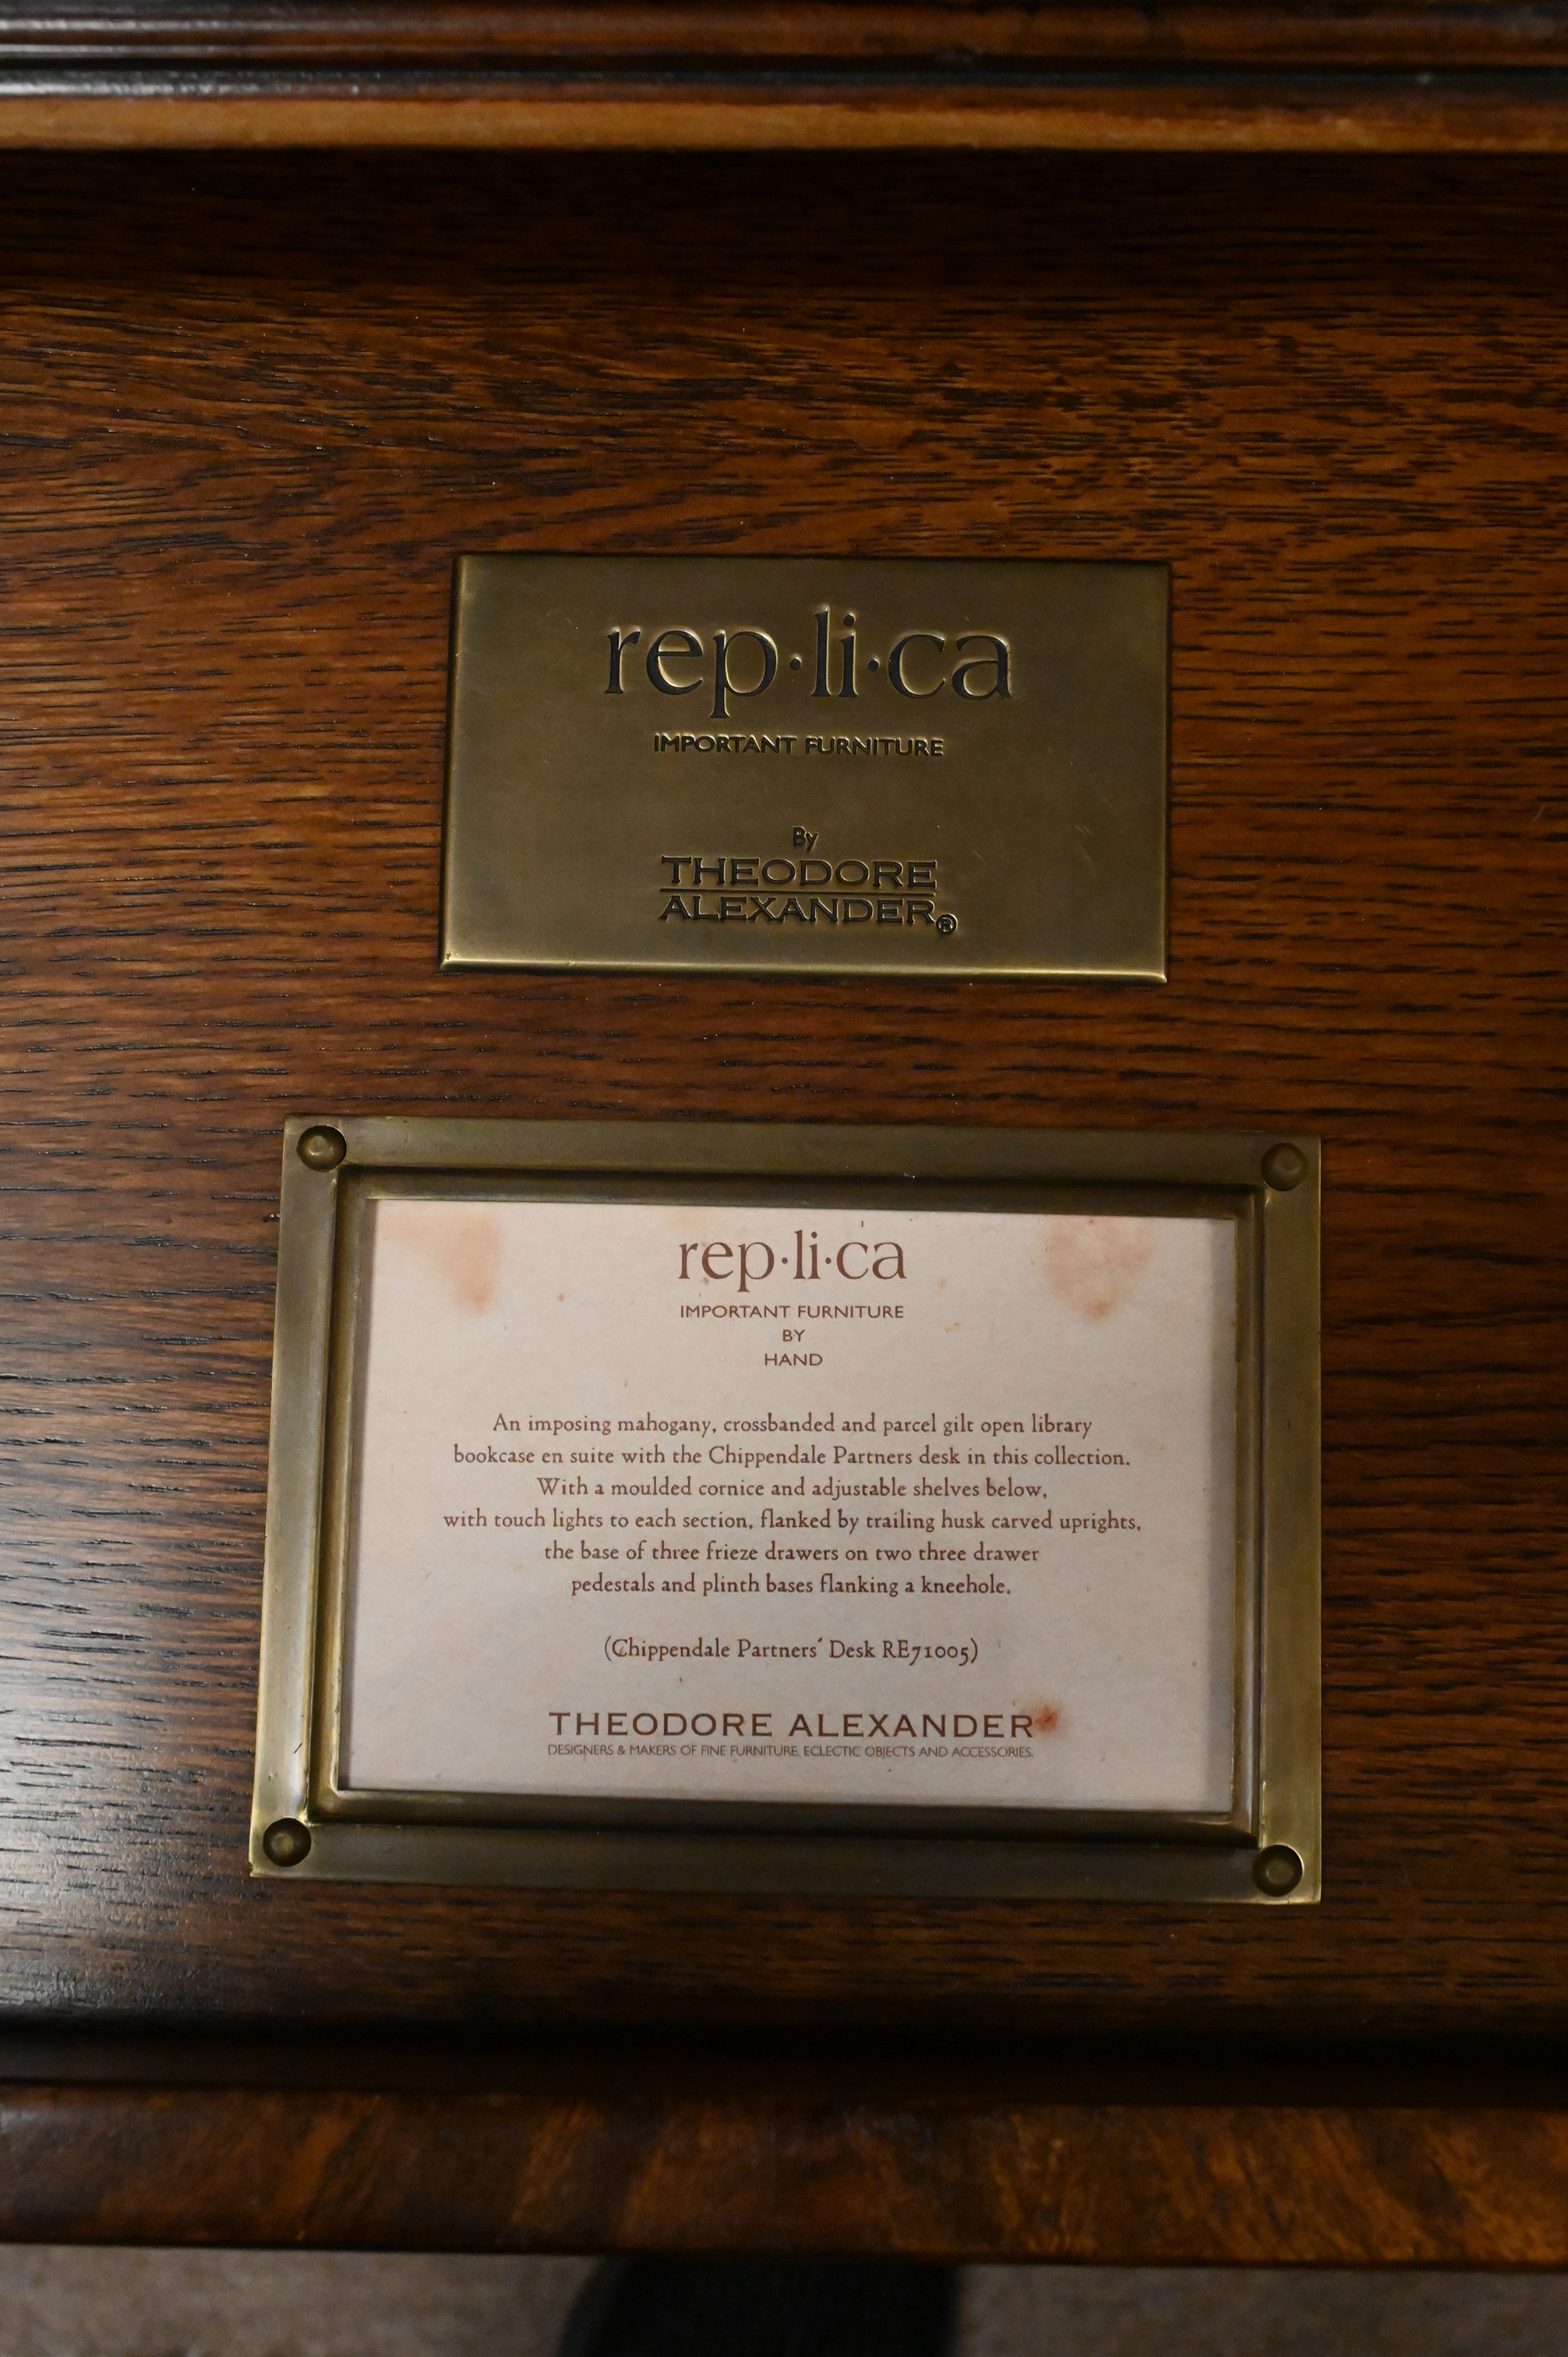 rep·li·ca
IMPORTANT FURNITURE
By
THEODORE
ALEXANDER®
rep·li·ca
IMPORTANT FURNITURE
BY
HAND
An imposing mahogany, crossbanded and parcel gilt open library
bookcase en suite with the Chippendale Partners desk in this collection.
With a moulded cornice and adjustable shelves below,
with touch lights to each section, flanked by trailing husk carved uprights,
the base of three frieze drawers on two three drawer
pedestals and plinth bases flanking a kneehole.
(Chippendale Partners' Desk RE71005)
THEODORE ALEXANDER
DESIGNERS & MAKERS OF FINE FURNITURE, ECLECTIC OBJECTS AND ACCESSORIES.